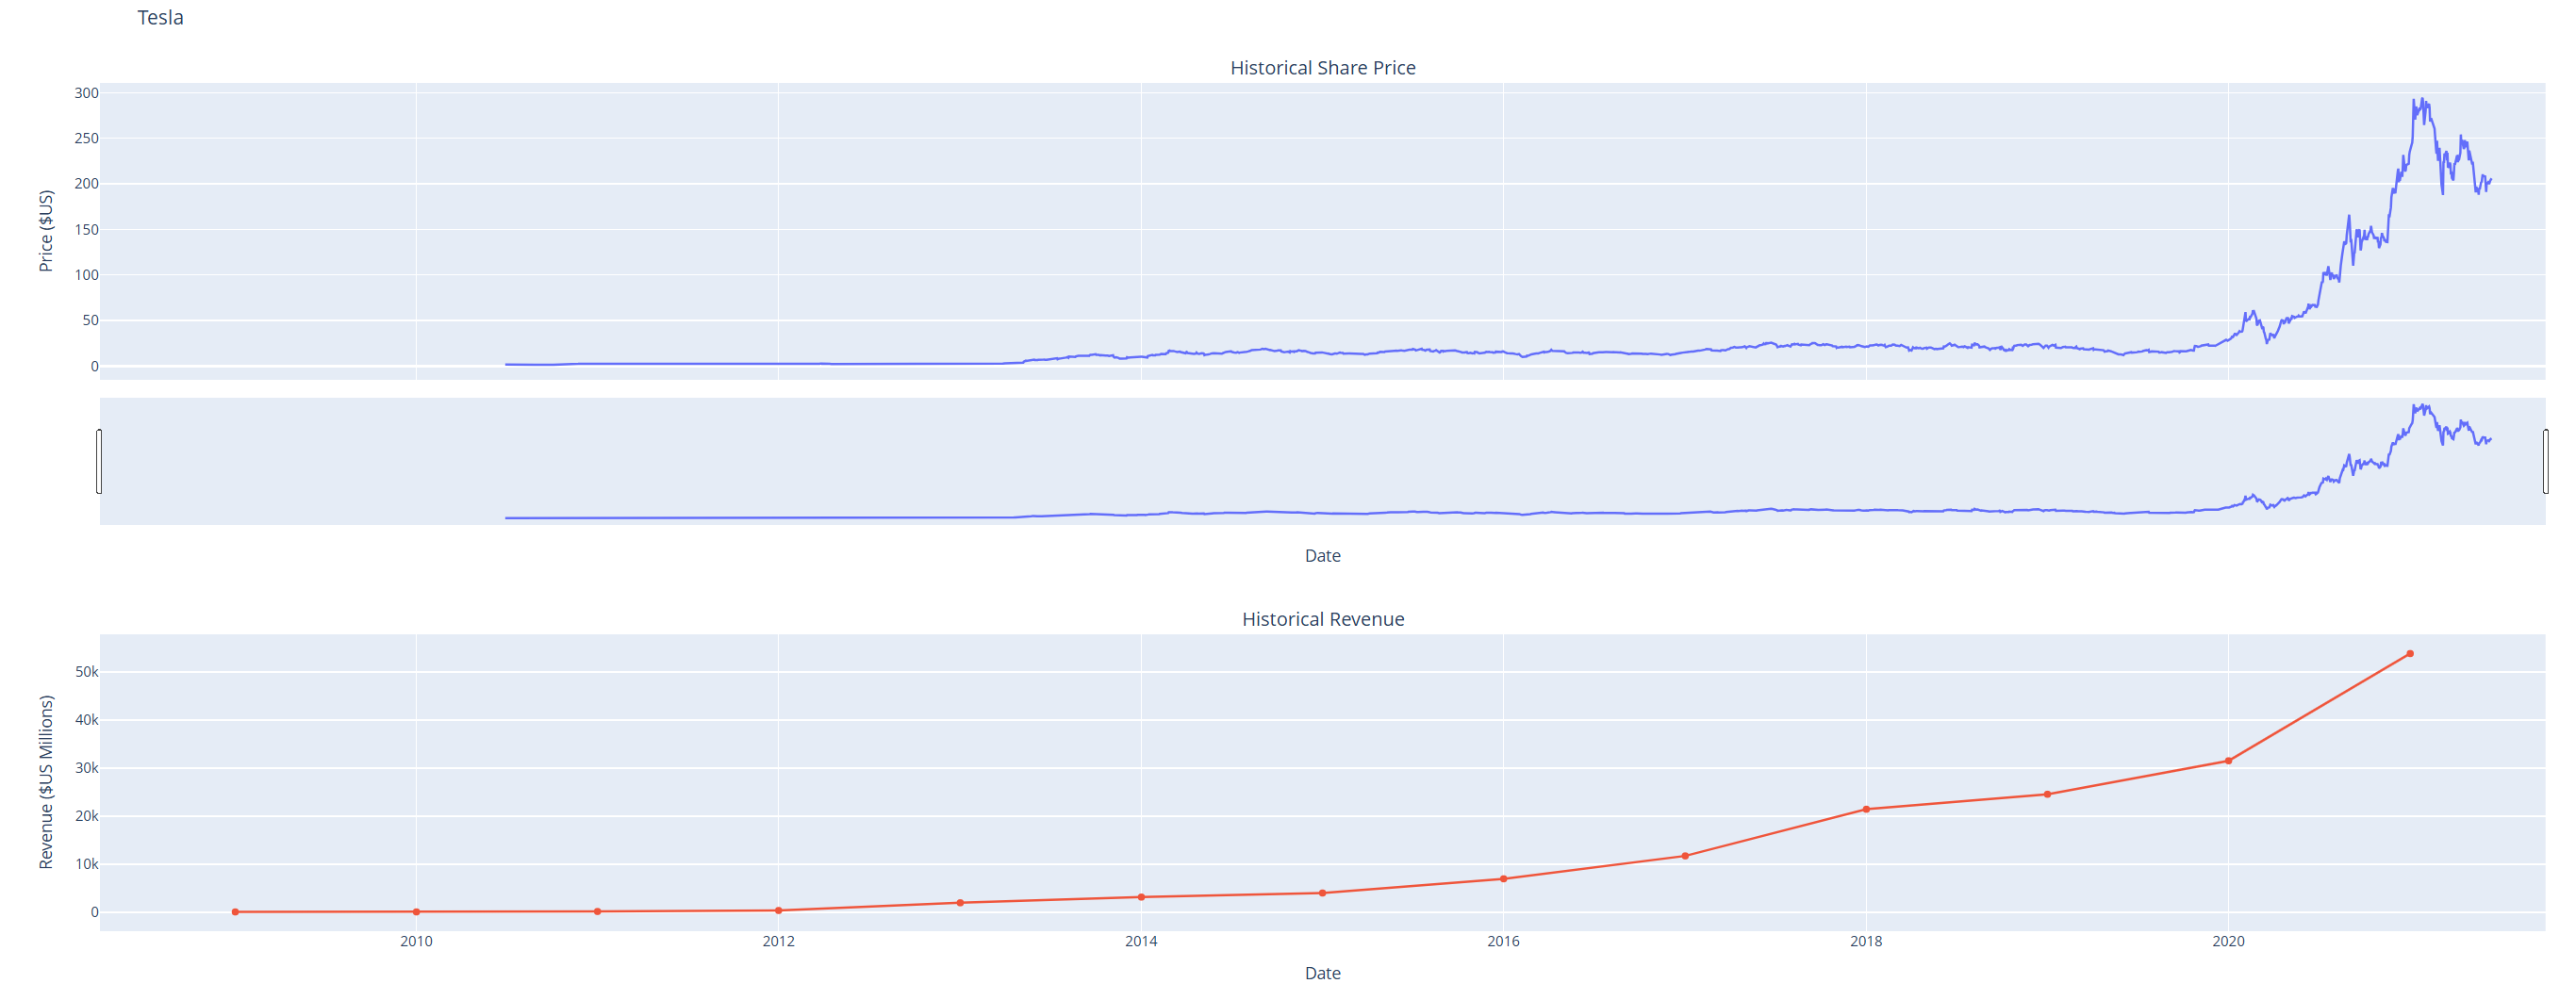 Tesla
Historical Share Price
300
250
200
150
100
50
0
Price ($US)
Date
Historical Revenue
50k
40k
30k
20k
10k
0
Revenue ($US Millions)
2010 2012 2014 2016 2018 2020
Date